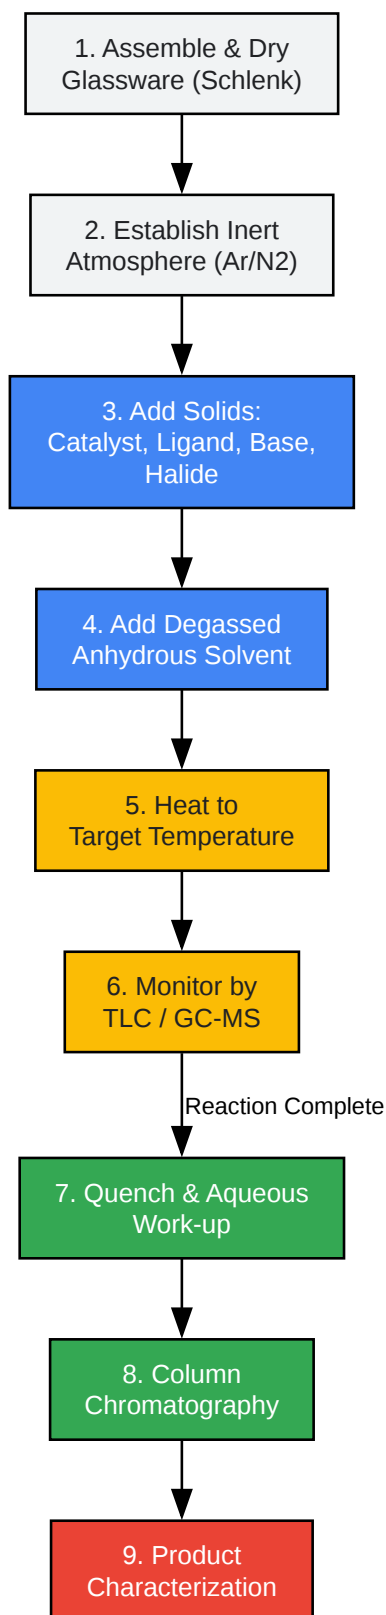 1. Assemble & Dry
Glassware (Schlenk)
2. Establish Inert
Atmosphere (Ar/N2)
3. Add Solids:
Catalyst, Ligand, Base,
Halide
4. Add Degassed
Anhydrous Solvent
5. Heat to
Target Temperature
6. Monitor by
TLC / GC-MS
Reaction Complete
7. Quench & Aqueous
Work-up
8. Column
Chromatography
9. Product
Characterization